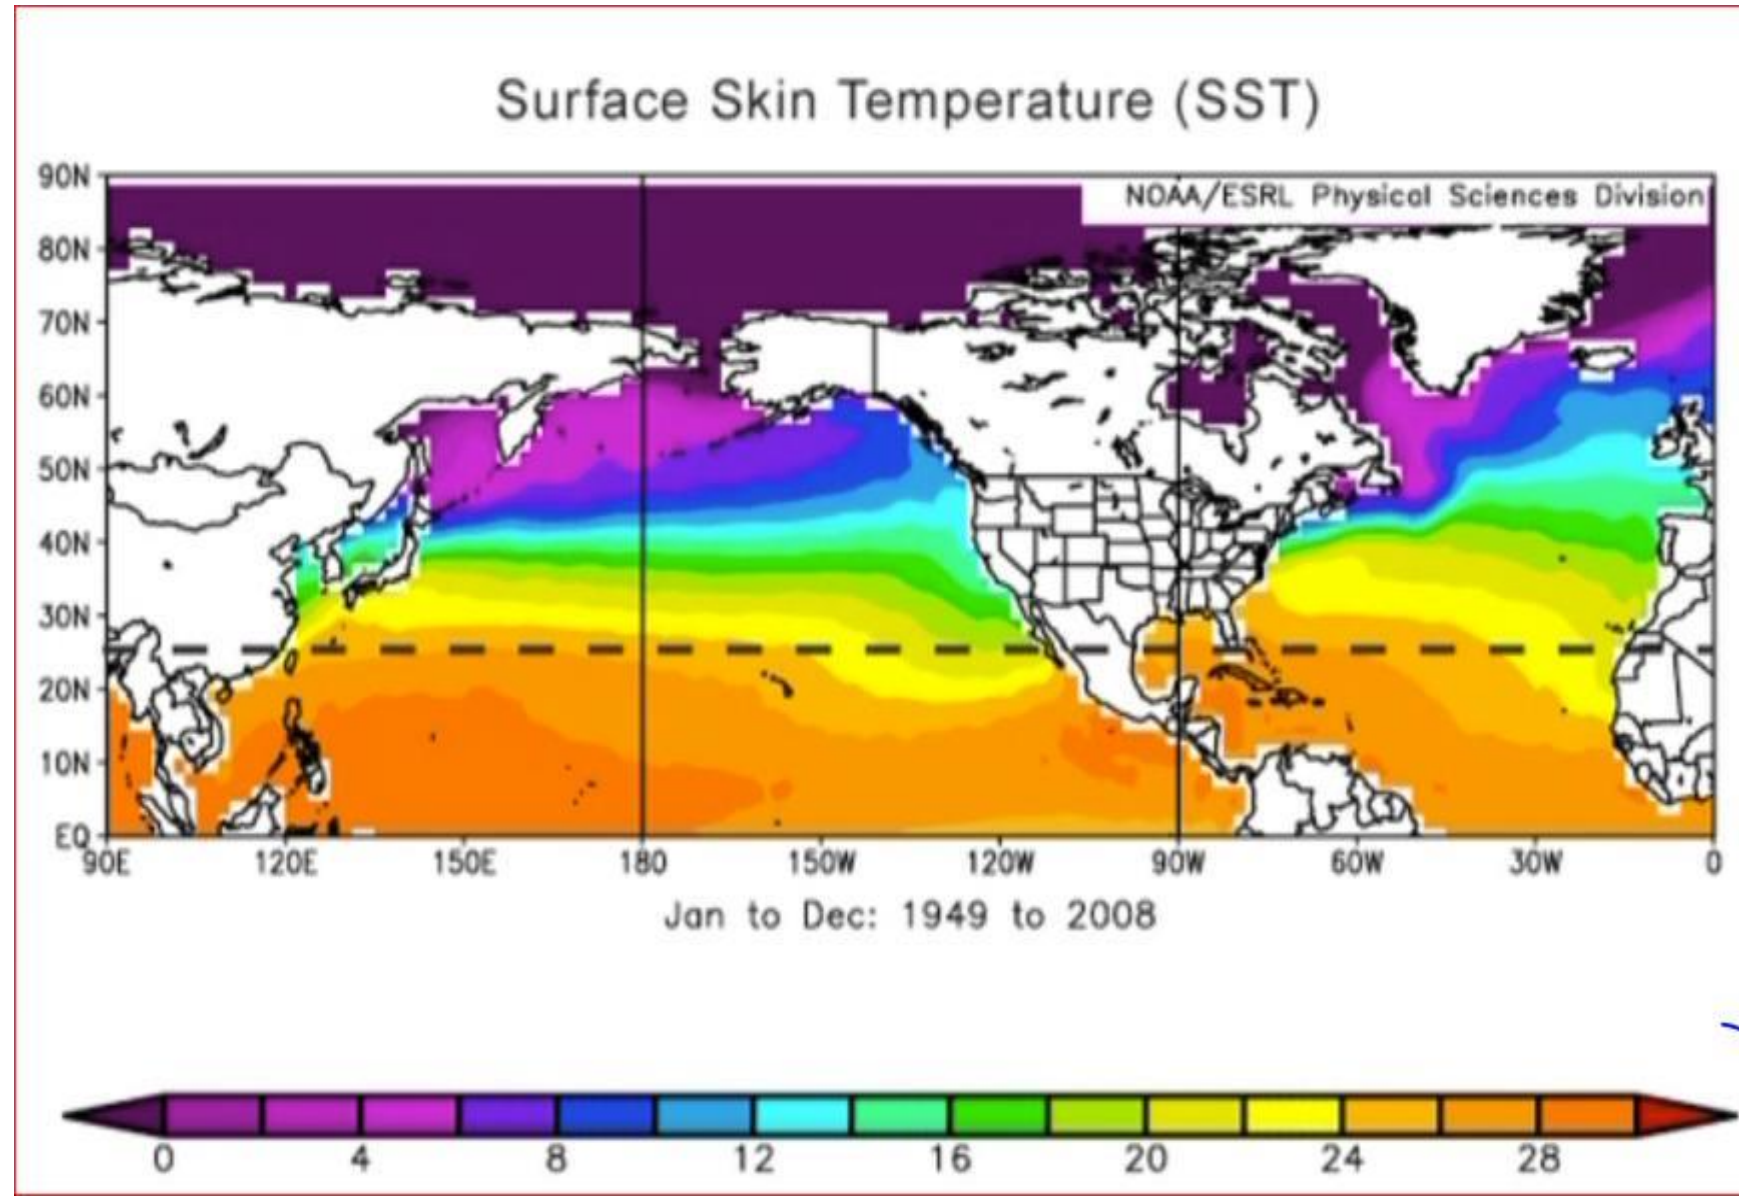 Surface Skin Temperature (SST)
NOAA/ESRL Physical Sciences Division
90N
80N
70N
60N
50N
40N
30N
20N
10N
EQ
90E 120E 150E 180 150W 120W 90W 60W 30W 0
Jan to Dec: 1949 to 2008
0 4 8 12 16 20 24 28